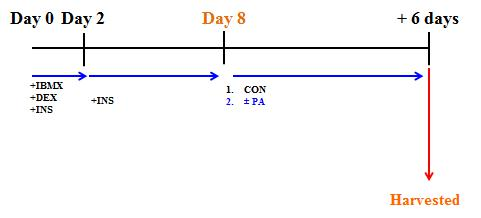 Day 0 Day 2 Day 8 + 6 days
+IBMX
+DEX
+INS
+INS
1. CON
2. ± PA
Harvested